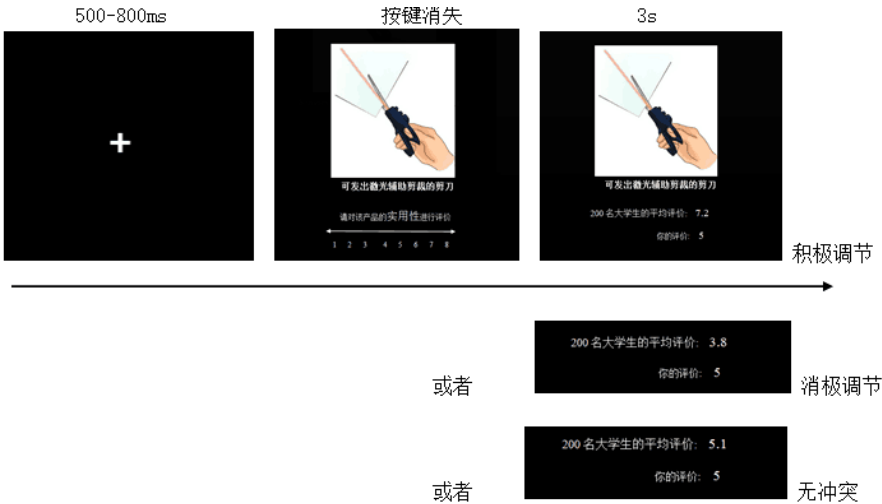 500-800ms
按键消失
3s
+
可发出激光辅助剪裁的剪刀
请对该产品的实用性进行评价
1 2 3 4 5 6 7 8
可发出激光辅助剪裁的剪刀
200 名大学生的平均评价: 7.2
你的评价: 5
积极调节
200 名大学生的平均评价: 3.8
你的评价: 5
或者
消极调节
200 名大学生的平均评价: 5.1
你的评价: 5
或者
无冲突